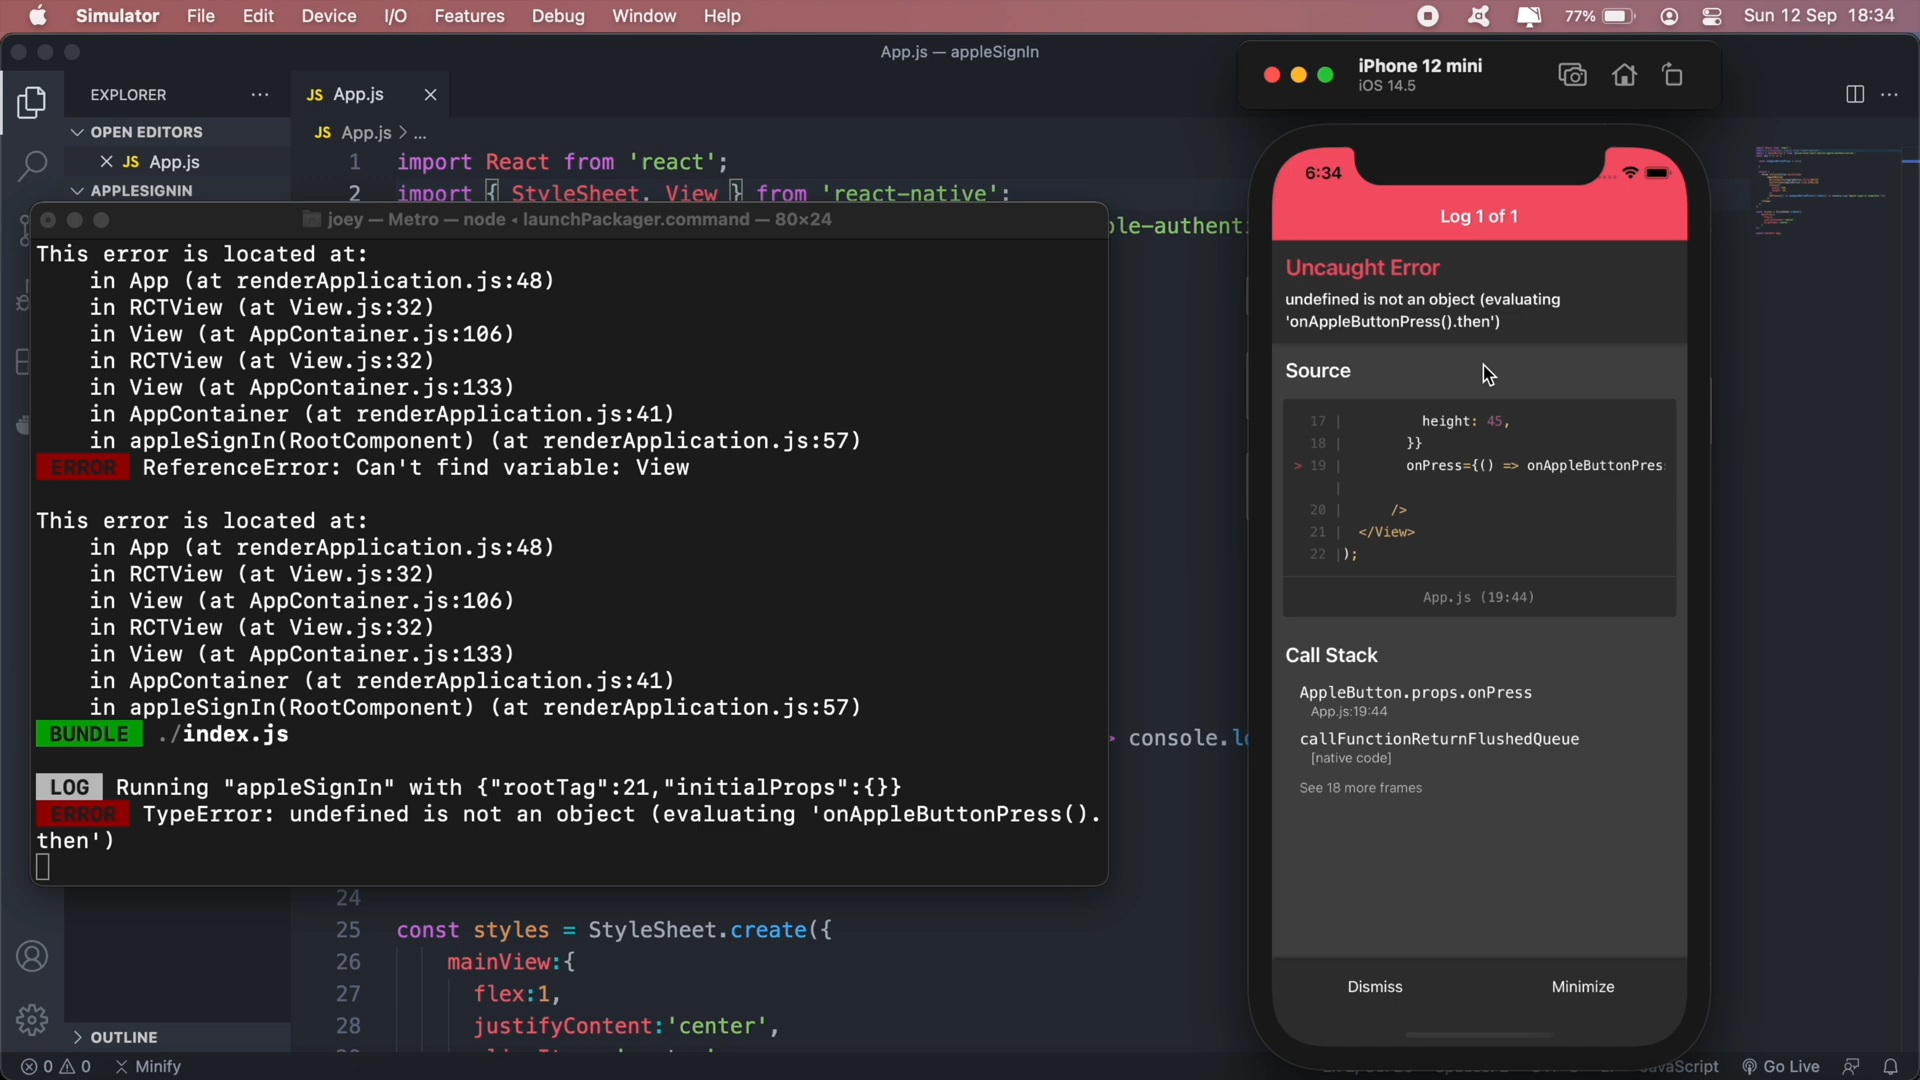 Simulator File Edit Device I/O Features Debug Window Help
77% Sun 12 Sep 18:34
App.js — appleSignIn
EXPLORER
OPEN EDITORS
JS App.js
APPLESIGNIN
JS App.js
JS App.js > ...
1 import React from 'react';
2 import { StyleSheet, View } from 'react-native';
ple-authenti
joey — Metro — node ◂ launchPackager.command — 80×24
This error is located at:
in App (at renderApplication.js:48)
in RCTView (at View.js:32)
in View (at AppContainer.js:106)
in RCTView (at View.js:32)
in View (at AppContainer.js:133)
in AppContainer (at renderApplication.js:41)
in appleSignIn(RootComponent) (at renderApplication.js:57)
ERROR ReferenceError: Can't find variable: View
This error is located at:
in App (at renderApplication.js:48)
in RCTView (at View.js:32)
in View (at AppContainer.js:106)
in RCTView (at View.js:32)
in View (at AppContainer.js:133)
in AppContainer (at renderApplication.js:41)
in appleSignIn(RootComponent) (at renderApplication.js:57)
BUNDLE ./index.js
LOG Running "appleSignIn" with {"rootTag":21,"initialProps":{}}
ERROR TypeError: undefined is not an object (evaluating 'onAppleButtonPress().
then')
> console.lo
24
25 const styles = StyleSheet.create({
26 mainView:{
27 flex:1,
28 justifyContent:'center',
OUTLINE
0 0 Minify
JavaScript Go Live
iPhone 12 mini
iOS 14.5
6:34
Log 1 of 1
Uncaught Error
undefined is not an object (evaluating
'onAppleButtonPress().then')
Source
17 | height: 45,
18 | }}
> 19 | onPress={() => onAppleButtonPres
|
20 | />
21 | </View>
22 | );
App.js (19:44)
Call Stack
AppleButton.props.onPress
App.js:19:44
callFunctionReturnFlushedQueue
[native code]
See 18 more frames
Dismiss Minimize